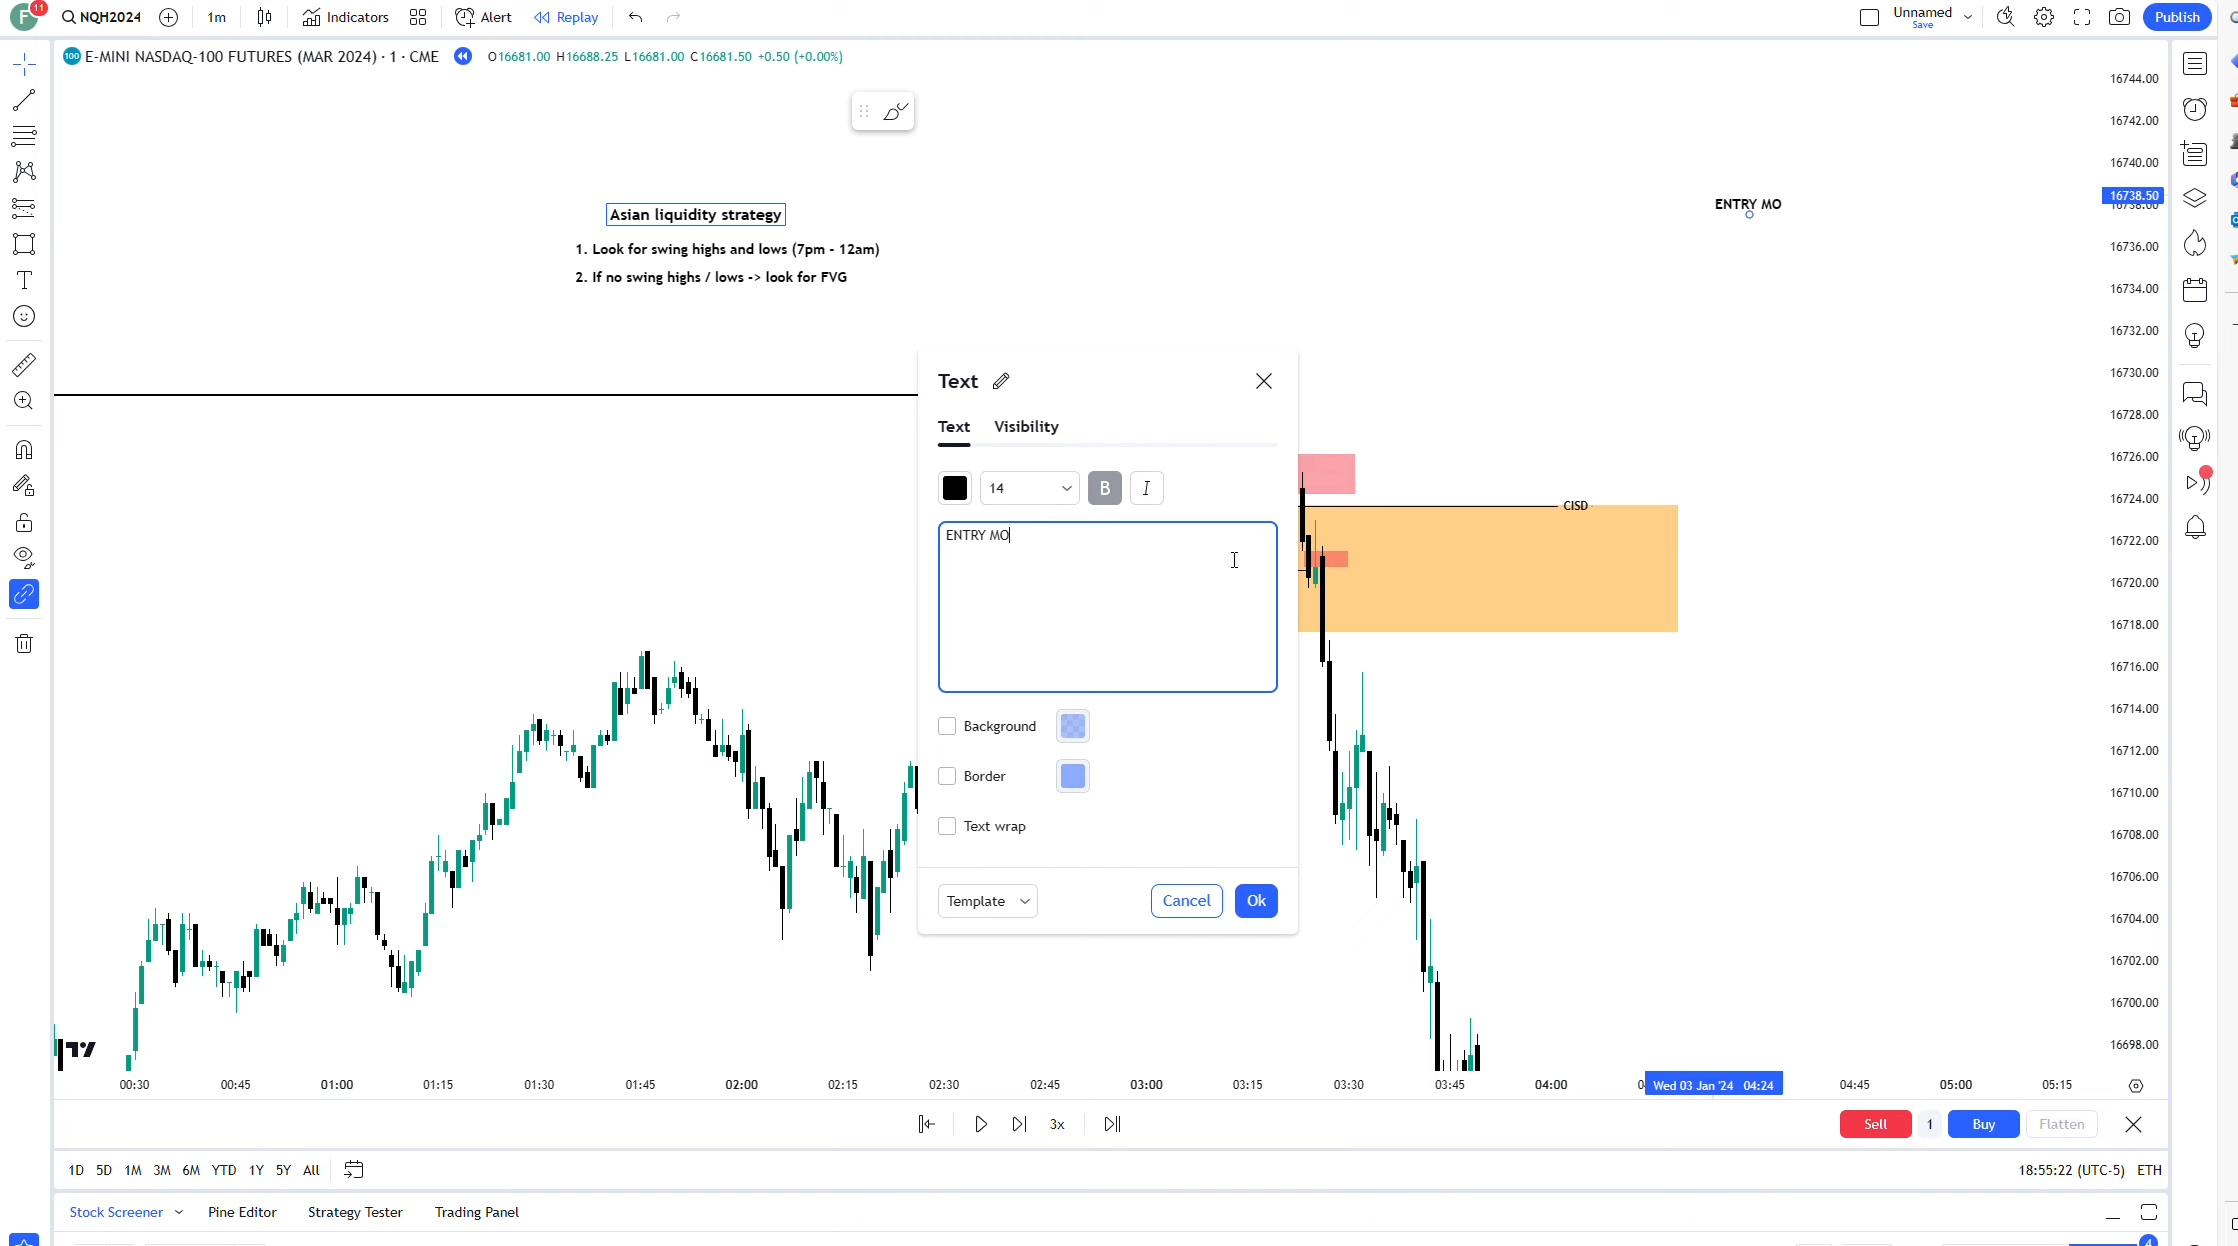 F
11
NQH2024
1m
Indicators
Alert
Replay
Unnamed
Save
Publish
100
E-MINI NASDAQ-100 FUTURES (MAR 2024) · 1 · CME
O16681.00 H16688.25 L16681.00 C16681.50 +0.50 (+0.00%)
Asian liquidity strategy
1. Look for swing highs and lows (7pm - 12am)
2. If no swing highs / lows -> look for FVG
ENTRY MO
CISD
Text
Text
Visibility
14
B
I
ENTRY MO
Background
Border
Text wrap
Template
Cancel
Ok
16744.00
16742.00
16740.00
16738.50
16738.00
16736.00
16734.00
16732.00
16730.00
16728.00
16726.00
16724.00
16722.00
16720.00
16718.00
16716.00
16714.00
16712.00
16710.00
16708.00
16706.00
16704.00
16702.00
16700.00
16698.00
00:30 00:45 01:00 01:15 01:30 01:45 02:00 02:15 02:30 02:45 03:00 03:15 03:30 03:45 04:00 Wed 03 Jan '24 04:24 04:45 05:00 05:15
3x
Sell
1
Buy
Flatten
1D 5D 1M 3M 6M YTD 1Y 5Y All
18:55:22 (UTC-5) ETH
Stock Screener
Pine Editor
Strategy Tester
Trading Panel
4